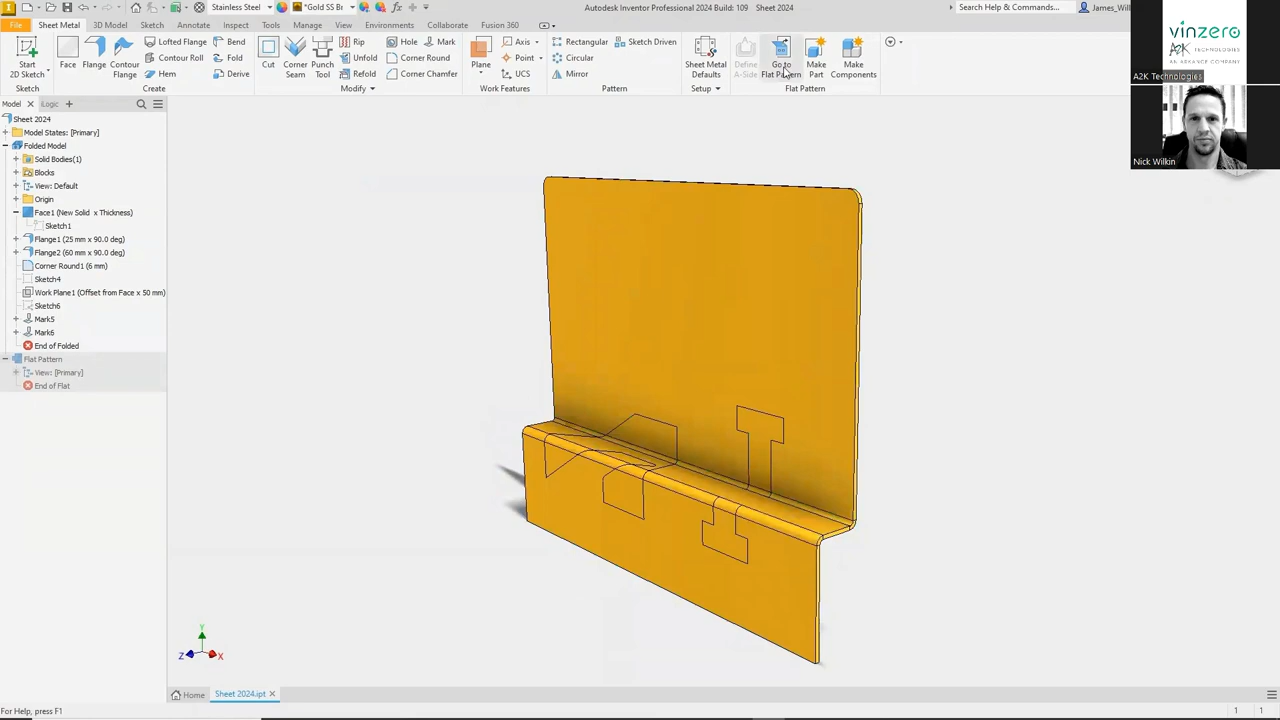 Stainless Steel
*Gold SS Br
Autodesk Inventor Professional 2024 Build: 109 Sheet 2024
Search Help & Commands...
James_Wil
File
Sheet Metal
3D Model
Sketch
Annotate
Inspect
Tools
Manage
View
Environments
Collaborate
Fusion 360
Start
2D Sketch
Face
Flange
Contour
Flange
Lofted Flange
Contour Roll
Hem
Bend
Fold
Derive
Cut
Corner
Seam
Punch
Tool
Rip
Unfold
Refold
Hole
Mark
Corner Round
Corner Chamfer
Plane
Axis
Point
UCS
Rectangular
Circular
Mirror
Sketch Driven
Sheet Metal
Defaults
Define
A-Side
Go to
Flat Pattern
Make
Part
Make
Components
Sketch
Create
Modify
Work Features
Pattern
Setup
Flat Pattern
Model
Logic
Sheet 2024
Model States: [Primary]
Folded Model
Solid Bodies(1)
Blocks
View: Default
Origin
Face1 (New Solid x Thickness)
Sketch1
Flange1 (25 mm x 90.0 deg)
Flange2 (60 mm x 90.0 deg)
Corner Round1 (6 mm)
Sketch4
Work Plane1 (Offset from Face x 50 mm)
Sketch6
Mark5
Mark6
End of Folded
Flat Pattern
View: [Primary]
End of Flat
vinzero
A2K TECHNOLOGIES
AN ARKANCE COMPANY
A2K Technologies
Nick Wilkin
Y
Z
X
Home
Sheet 2024.ipt
For Help, press F1
1
1